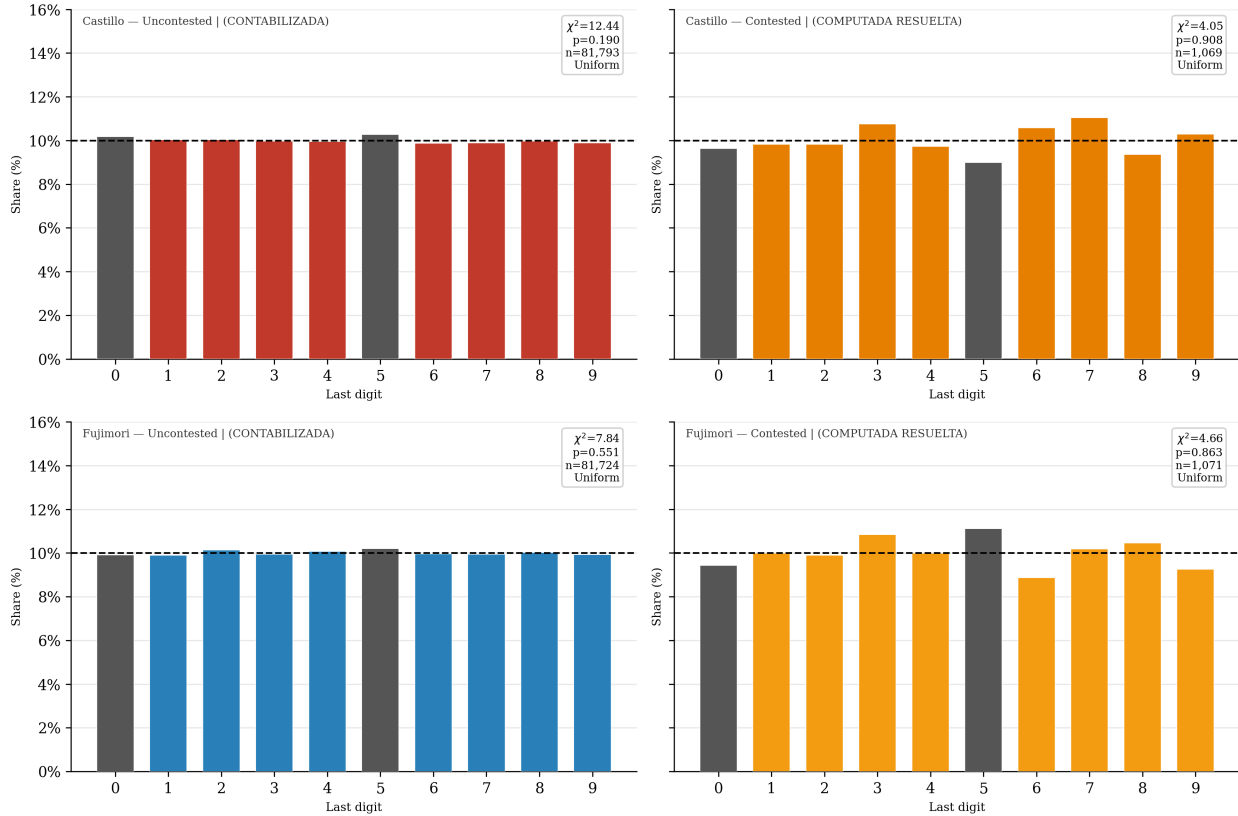 16%
14%
12%
10%
8%
6%
4%
2%
0%
Share (%)
Castillo — Uncontested | (CONTABILIZADA)
χ²=12.44
p=0.190
n=81,793
Uniform
0 1 2 3 4 5 6 7 8 9
Last digit
Share (%)
Castillo — Contested | (COMPUTADA RESUELTA)
χ²=4.05
p=0.908
n=1,069
Uniform
0 1 2 3 4 5 6 7 8 9
Last digit
16%
14%
12%
10%
8%
6%
4%
2%
0%
Share (%)
Fujimori — Uncontested | (CONTABILIZADA)
χ²=7.84
p=0.551
n=81,724
Uniform
0 1 2 3 4 5 6 7 8 9
Last digit
Share (%)
Fujimori — Contested | (COMPUTADA RESUELTA)
χ²=4.66
p=0.863
n=1,071
Uniform
0 1 2 3 4 5 6 7 8 9
Last digit